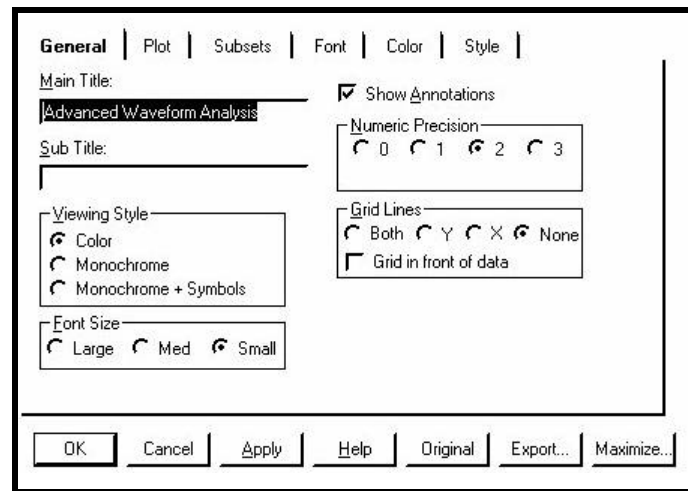 General Plot Subsets Font Color Style
Main Title:
Advanced Waveform Analysis
Sub Title:
Viewing Style
Color
Monochrome
Monochrome + Symbols
Font Size
Large Med Small
Show Annotations
Numeric Precision
0 1 2 3
Grid Lines
Both Y X None
Grid in front of data
OK Cancel Apply Help Original Export... Maximize...